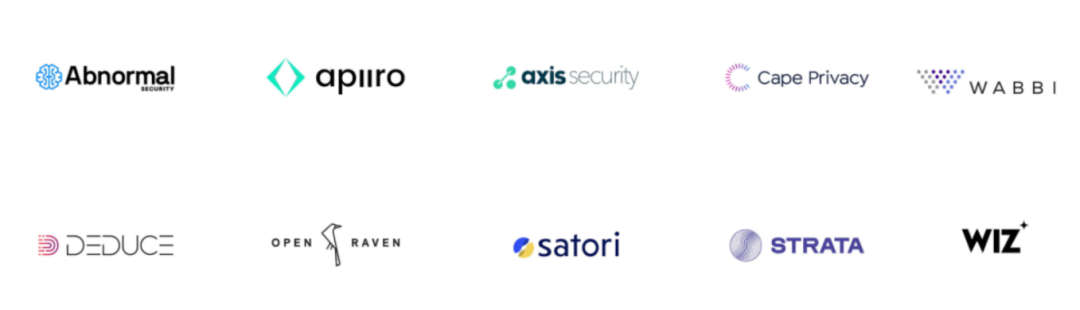 Abnormal
SECURITY
apiiro
axis security
Cape Privacy
WABBI
DEDUCE
OPEN RAVEN
satori
STRATA
WIZ